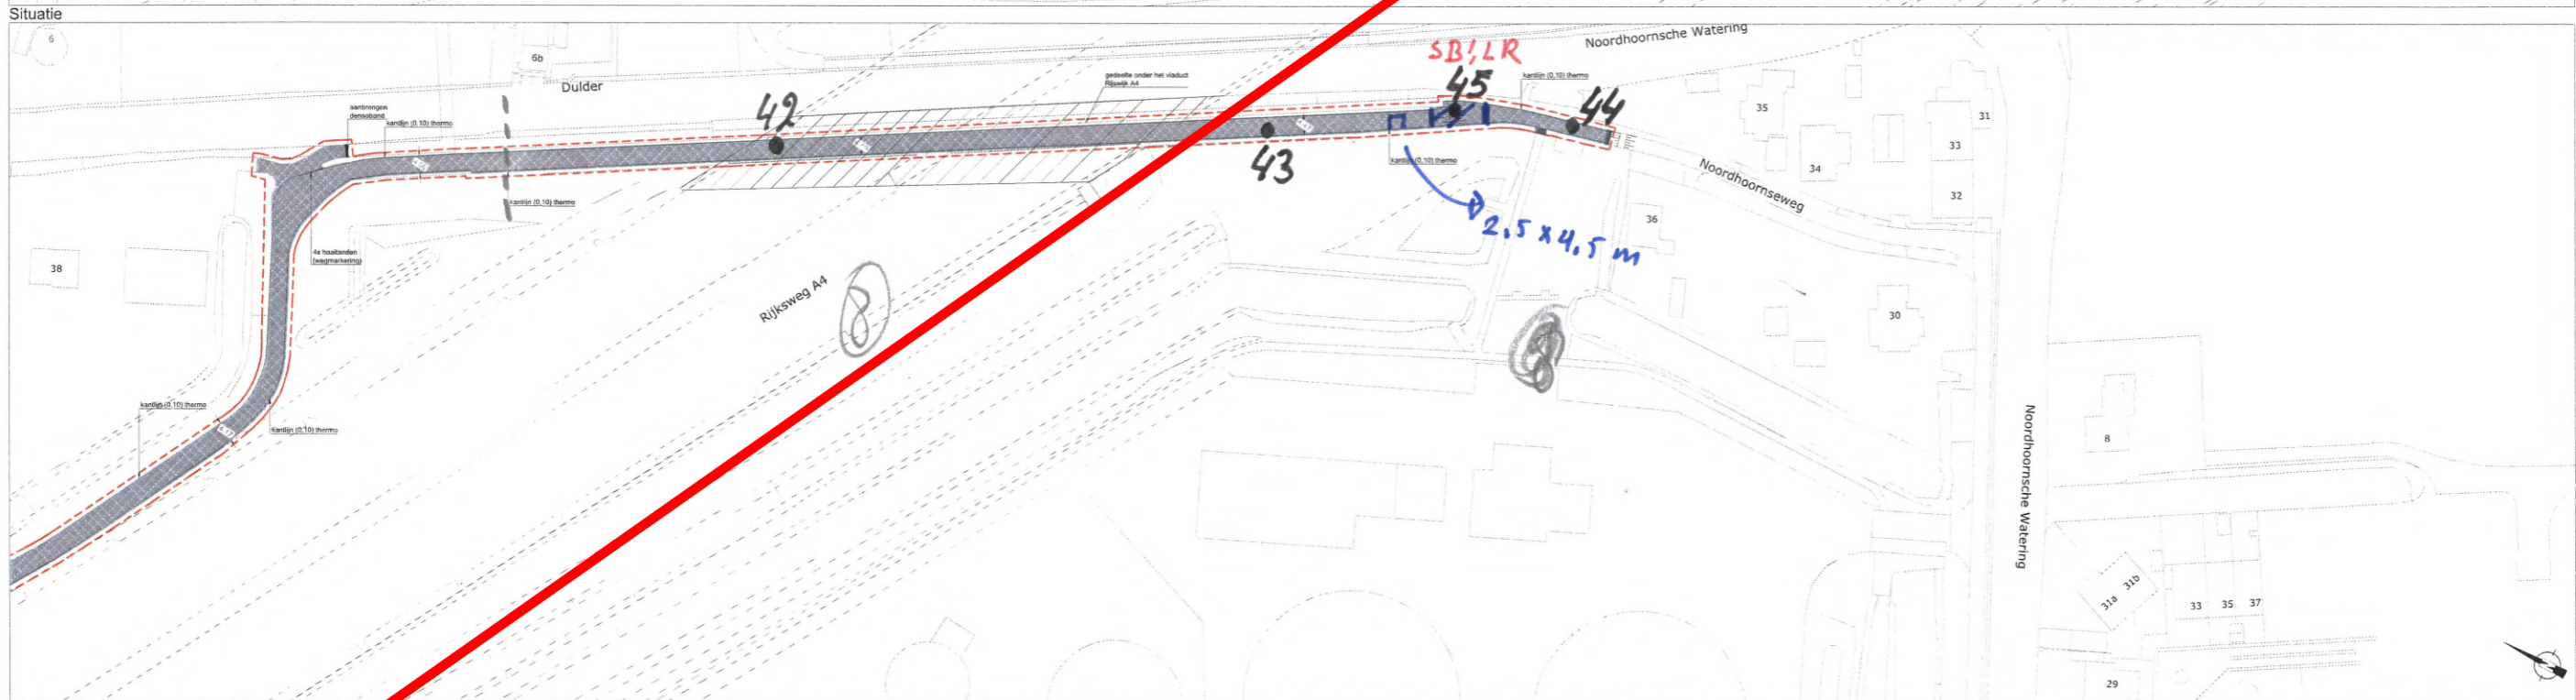 Situatie
6
6b
Dulder
aanbrengen
densoband
kantlijn (0,10) thermo
42
gedeelte onder het viaduct
Rijswijk A4
SB!LR
45
kantlijn (0,10) thermo
44
Noordhoornsche Watering
43
kantlijn (0,10) thermo
2.5 x 4.5 m
Noordhoornseweg
35
34
31
33
32
36
kantlijn (0,10) thermo
4x haaitanden
(wegmarkering)
38
Rijksweg A4
8
8
30
kantlijn (0,10) thermo
kantlijn (0,10) thermo
Noordhoornsche Watering
8
31a
31b
33
35
37
29